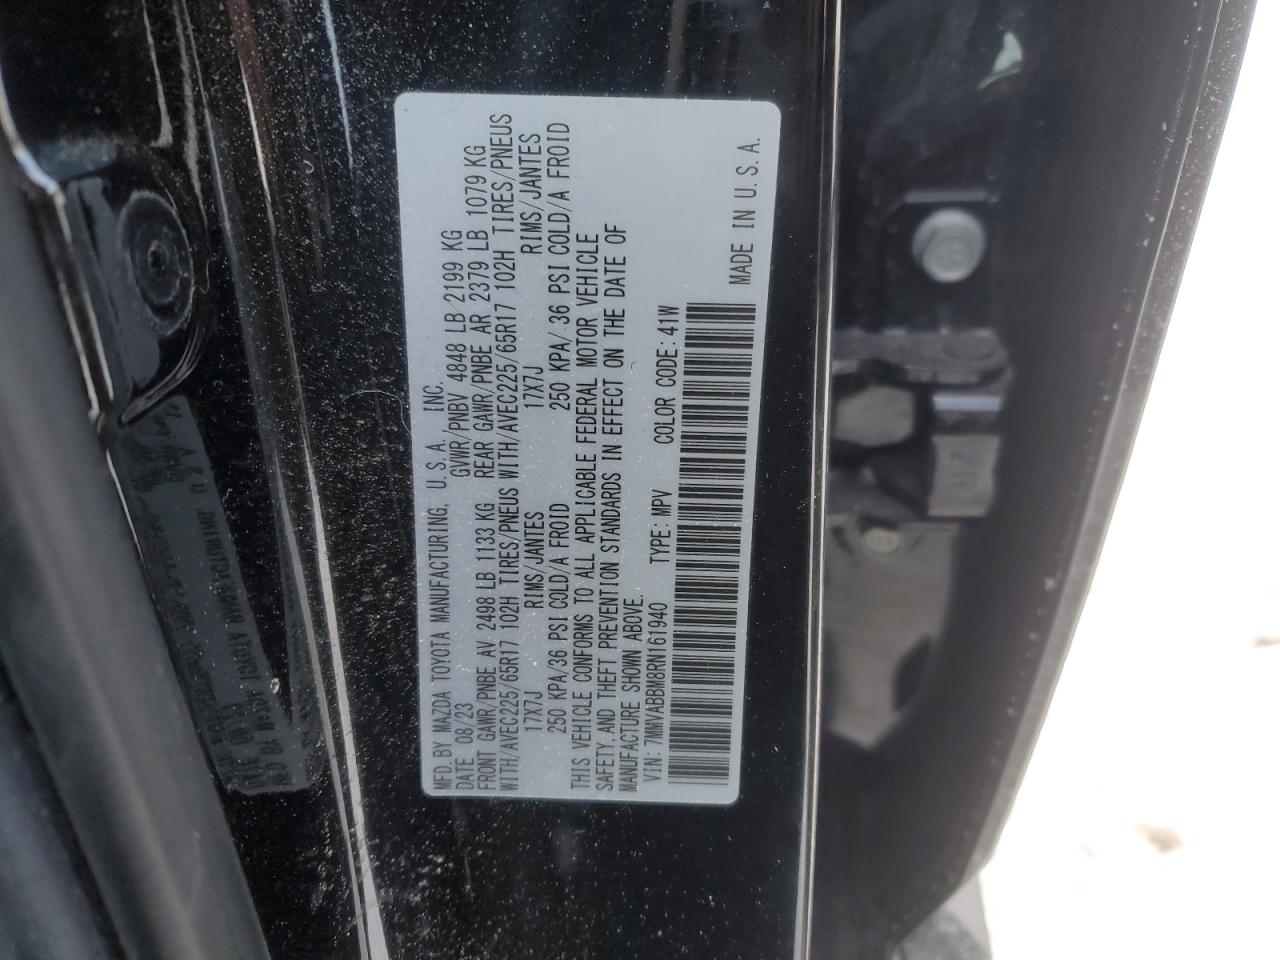 MFD. BY MAZDA TOYOTA MANUFACTURING, U. S. A. INC.
DATE 08/23 GVWR/PNBV 4848 LB 2199 KG
FRONT GAWR/PNBE AV 2498 LB 1133 KG REAR GAWR/PNBE AR 2379 LB 1079 KG
WITH/AVEC225/65R17 102H TIRES/PNEUS WITH/AVEC225/65R17 102H TIRES/PNEUS
17X7J RIMS/JANTES 17X7J RIMS/JANTES
250 KPA/36 PSI COLD/A FROID 250 KPA/ 36 PSI COLD/A FROID
THIS VEHICLE CONFORMS TO ALL APPLICABLE FEDERAL MOTOR VEHICLE
SAFETY, AND THEFT PREVENTION STANDARDS IN EFFECT ON THE DATE OF
MANUFACTURE SHOWN ABOVE.
VIN: 7MMVABBM8RN161940 TYPE: MPV COLOR CODE: 41W
MADE IN U. S. A.